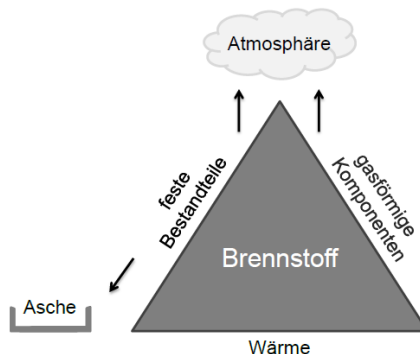 Atmosphäre
feste
Bestandteile
gasförmige
Komponenten
Brennstoff
Asche
Wärme